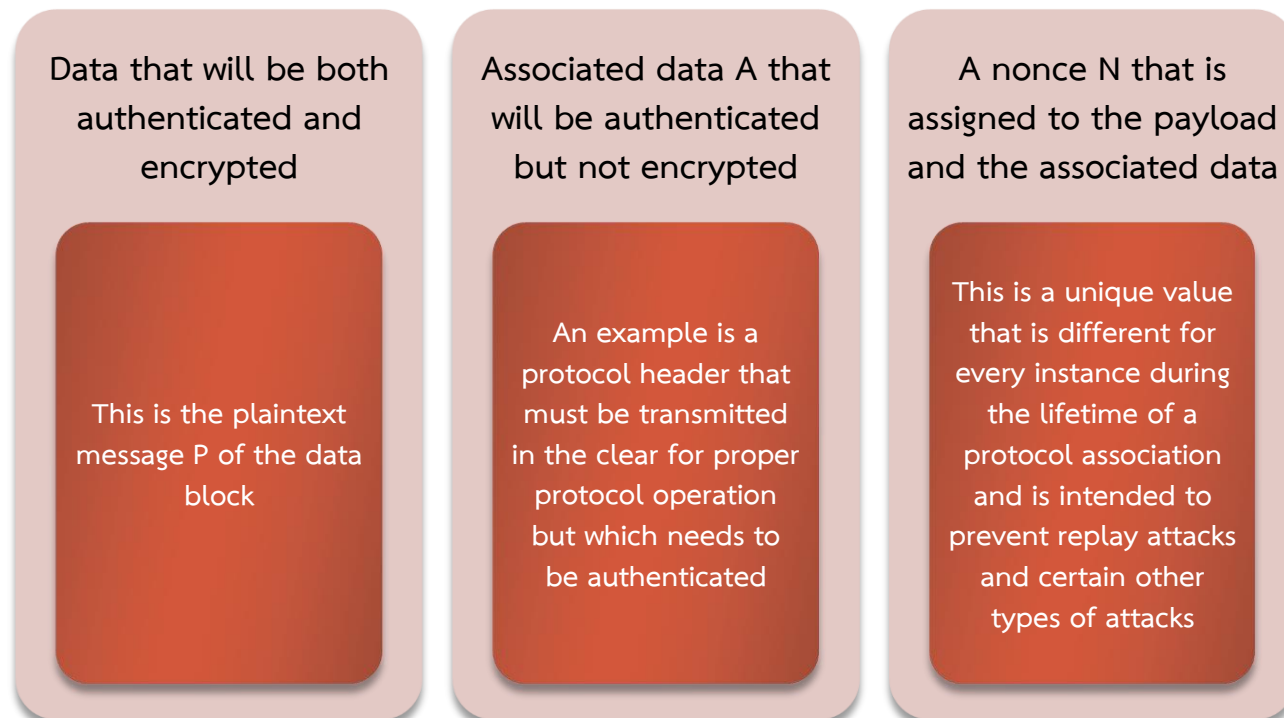 Data that will be both
authenticated and
encrypted
This is the plaintext
message P of the data
block
Associated data A that
will be authenticated
but not encrypted
An example is a
protocol header that
must be transmitted
in the clear for proper
protocol operation
but which needs to
be authenticated
A nonce N that is
assigned to the payload
and the associated data
This is a unique value
that is different for
every instance during
the lifetime of a
protocol association
and is intended to
prevent replay attacks
and certain other
types of attacks